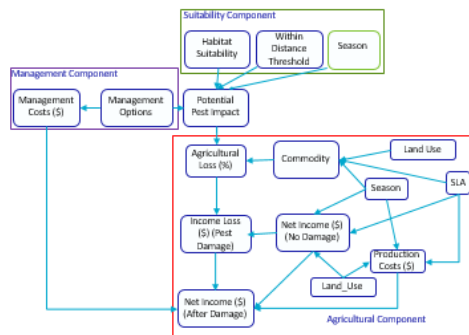 Suitability Component
Habitat
Suitability
Within
Distance
Threshold
Season
Management Component
Management
Costs ($)
Management
Options
Potential
Pest Impact
Agricultural
Loss (%)
Commodity
Land Use
Season
SLA
Income Loss
($) (Pest
Damage)
Net Income ($)
(No Damage)
Production
Costs ($)
Land_Use
Net Income ($)
(After Damage)
Agricultural Component